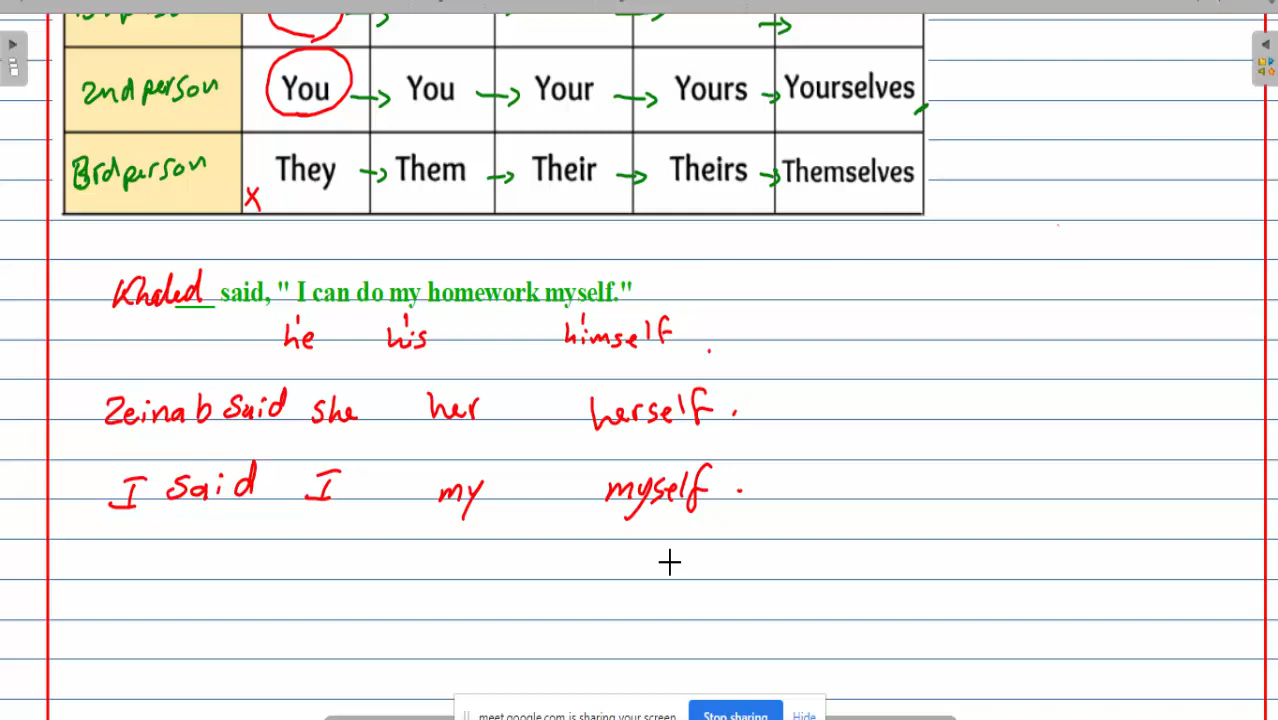 2nd person You You Your Yours Yourselves
3rd person X They Them Their Theirs Themselves
Khaled said, " I can do my homework myself."
he his himself .
Zeinab said she her herself .
I said I my myself .
meet.google.com is sharing your screen. Stop sharing Hide